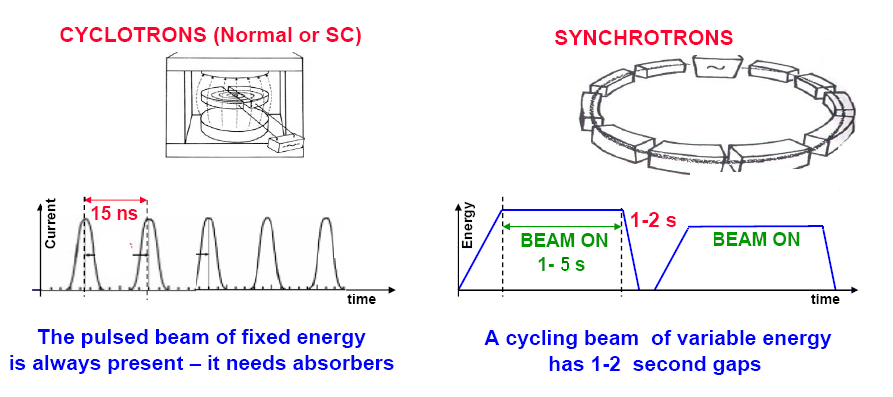 CYCLOTRONS (Normal or SC)
Current
15 ns
time
The pulsed beam of fixed energy
is always present – it needs absorbers
SYNCHROTRONS
~
Energy
1-2 s
BEAM ON
1- 5 s
BEAM ON
time
A cycling beam  of variable energy
has 1-2  second gaps